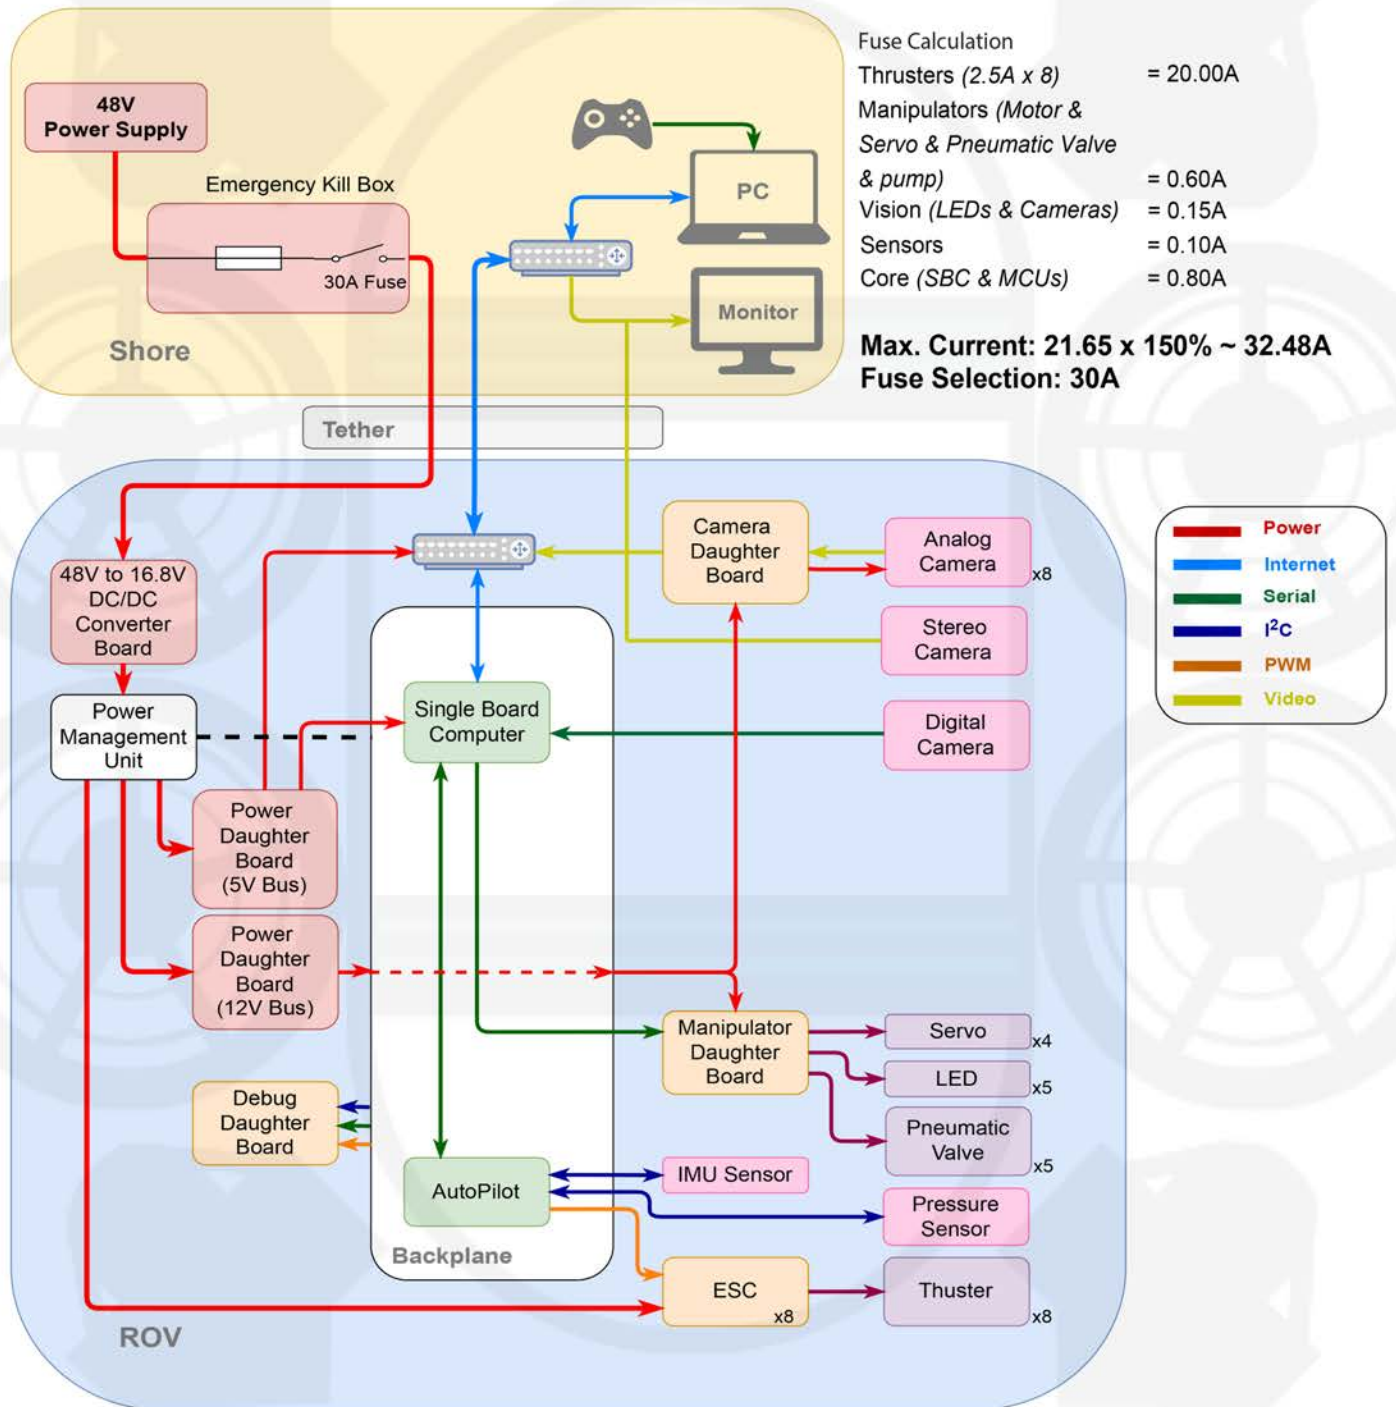 Fuse Calculation
Thrusters (2.5A x 8) = 20.00A
Manipulators (Motor &
Servo & Pneumatic Valve
& pump) = 0.60A
Vision (LEDs & Cameras) = 0.15A
Sensors = 0.10A
Core (SBC & MCUs) = 0.80A
Max. Current: 21.65 x 150% ~ 32.48A
Fuse Selection: 30A
48V
Power Supply
Emergency Kill Box
30A Fuse
PC
Monitor
Shore
Tether
48V to 16.8V
DC/DC
Converter
Board
Power
Management
Unit
Power
Daughter
Board
(5V Bus)
Power
Daughter
Board
(12V Bus)
Debug
Daughter
Board
Single Board
Computer
AutoPilot
Backplane
Camera
Daughter
Board
Analog
Camera
x8
Stereo
Camera
Digital
Camera
Manipulator
Daughter
Board
Servo
x4
LED
x5
Pneumatic
Valve
x5
IMU Sensor
Pressure
Sensor
ESC
x8
Thuster
x8
ROV
Power
Internet
Serial
I²C
PWM
Video